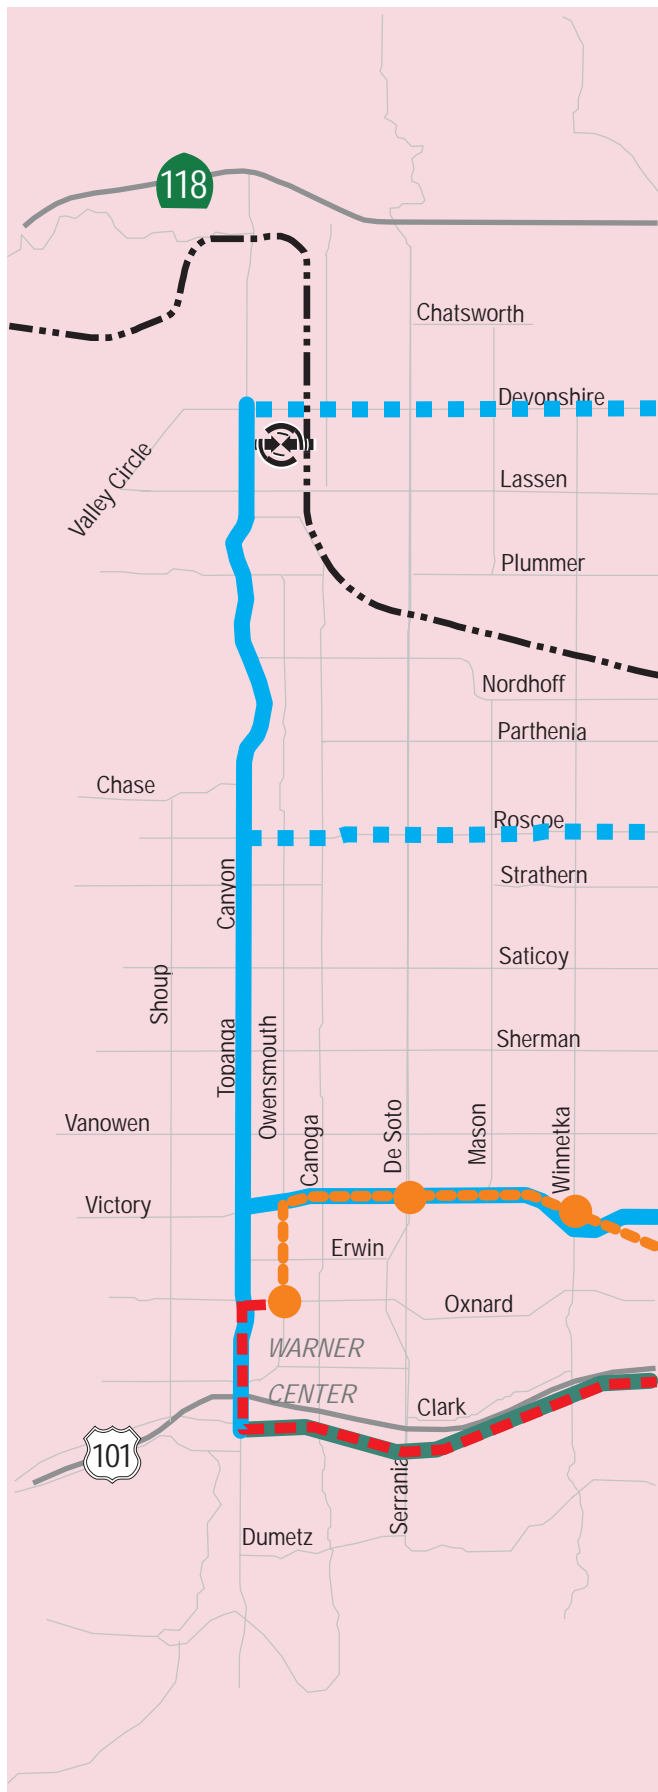 118
Chatsworth
Devonshire
Valley Circle
Lassen
Plummer
Nordhoff
Parthenia
Chase
Roscoe
Canyon
Strathern
Saticoy
Shoup
Topanga
Owensmouth
Sherman
Vanowen
Canoga
De Soto
Mason
Winnetka
Victory
Erwin
Oxnard
WARNER
CENTER
Clark
101
Serrania
Dumetz